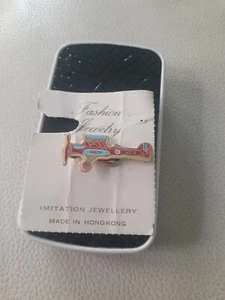 Fashion
Jewelry
IMITATION JEWELLERY
MADE IN HONGKONG